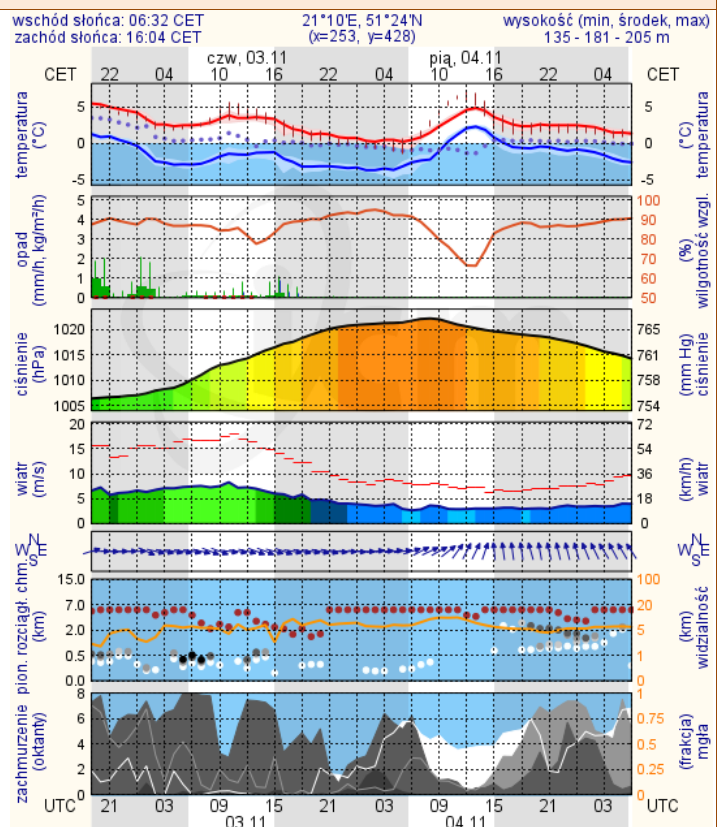 wschód słońca: 06:32 CET 21°10'E, 51°24'N wysokość (min, środek, max)
zachód słońca: 16:04 CET (x=253, y=428) 135 - 181 - 205 m
czw, 03.11 pią, 04.11
CET 22 04 10 16 22 04 10 16 22 04 CET
temperatura
(°C)
5
0
-5
5
0
-5
(°C)
temperatura
opad
(mm/h, kg/m²/h)
5
4
3
2
1
0
100
90
80
70
60
50
(%)
wilgotność wzgl.
ciśnienie
(hPa)
1020
1015
1010
1005
765
761
758
754
(mm Hg)
ciśnienie
wiatr
(m/s)
20
15
10
5
0
72
54
36
18
0
(km/h)
wiatr
N
W E
S
N
W E
S
pion. rozciągł. chm.
(km)
15.0
7.0
2.0
0.5
0.0
100
20
5
1
0
(km)
widzialność
zachmurzenie
(oktanty)
8
6
4
2
0
1
0.75
0.5
0.25
0
(frakcja)
mgła
UTC 21 03 09 15 21 03 09 15 21 03 UTC
03.11 04.11